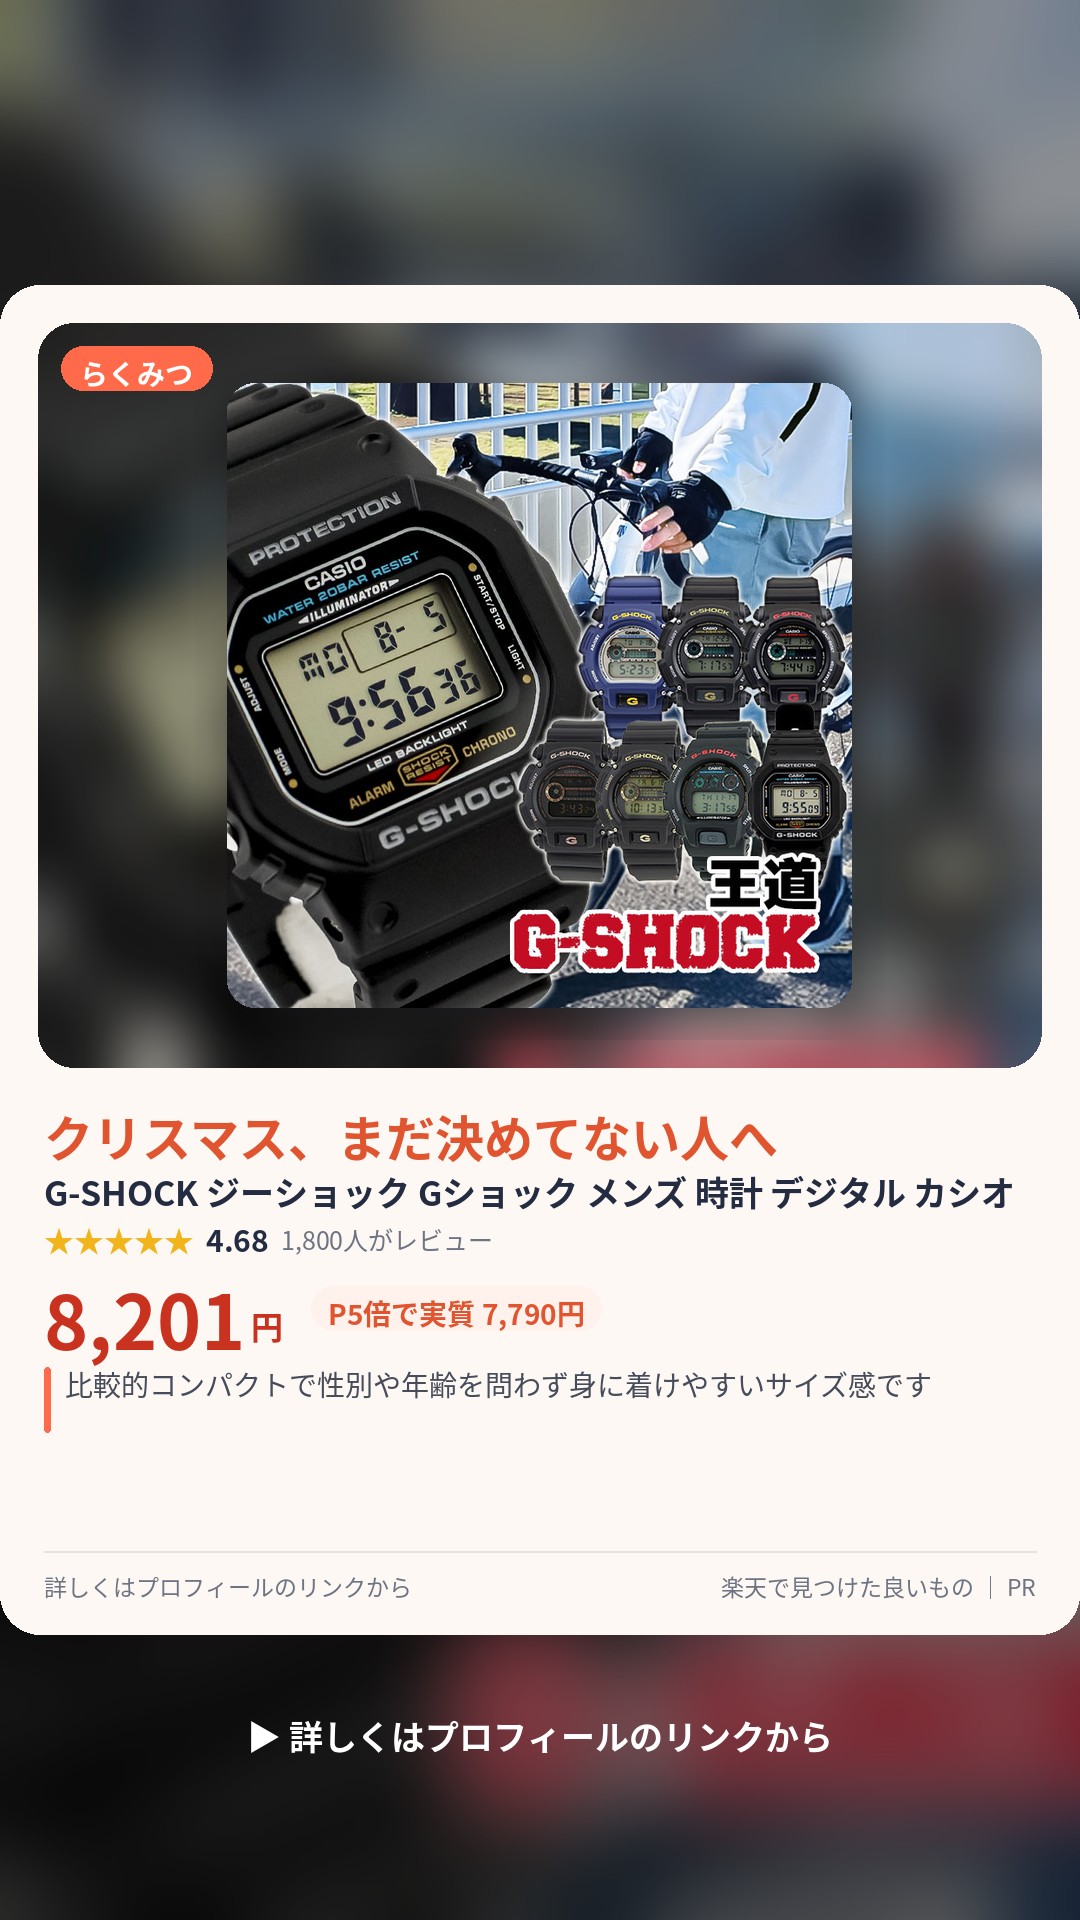 らくみつ
PROTECTION
CASIO
WATER 20BAR RESIST
ILLUMINATOR
START/STOP
LIGHT
ADJUST
MODE
MO 8- 5
9:56 36
LED BACKLIGHT
SHOCK RESIST
ALARM CHRONO
G-SHOCK
王道
G-SHOCK
クリスマス、まだ決めてない人へ
G-SHOCK ジーショック Gショック メンズ 時計 デジタル カシオ
★★★★★ 4.68 1,800人がレビュー
8,201円 P5倍で実質 7,790円
比較的コンパクトで性別や年齢を問わず身に着けやすいサイズ感です
詳しくはプロフィールのリンクから
楽天で見つけた良いもの｜PR
▶ 詳しくはプロフィールのリンクから